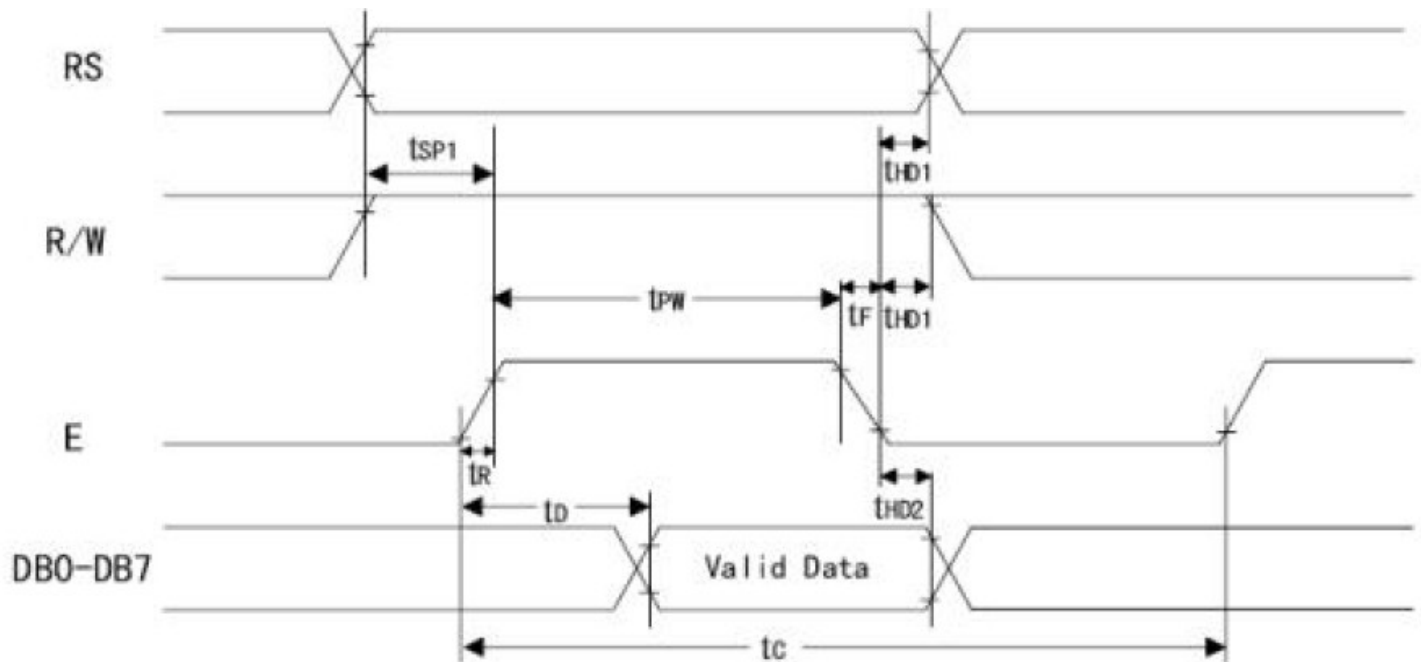 RS
tSP1
tHD1
R/W
tPW
tF
tHD1
E
tR
tD
tHD2
DB0-DB7
Valid Data
tC